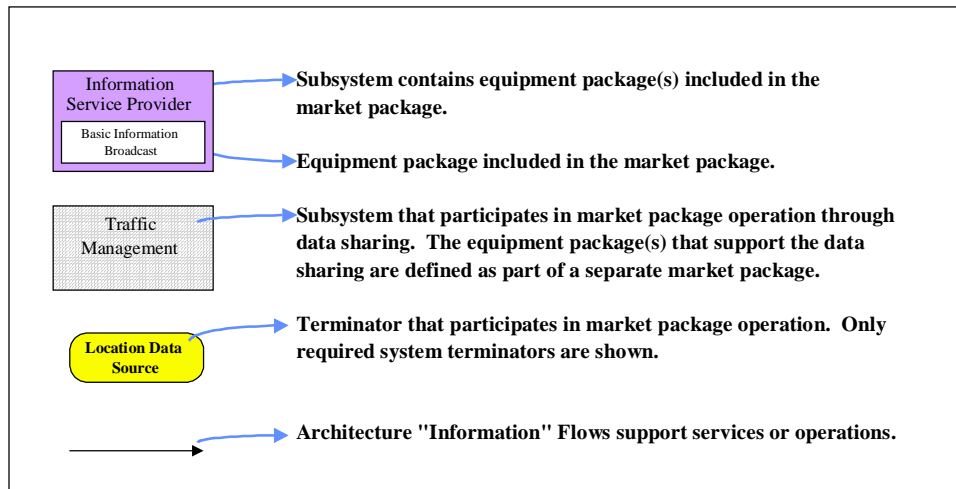 Information
Service Provider
Basic Information
Broadcast
Subsystem contains equipment package(s) included in the
market package.
Equipment package included in the market package.
Traffic
Management
Subsystem that participates in market package operation through
data sharing. The equipment package(s) that support the data
sharing are defined as part of a separate market package.
Location Data
Source
Terminator that participates in market package operation. Only
required system terminators are shown.
Architecture "Information" Flows support services or operations.